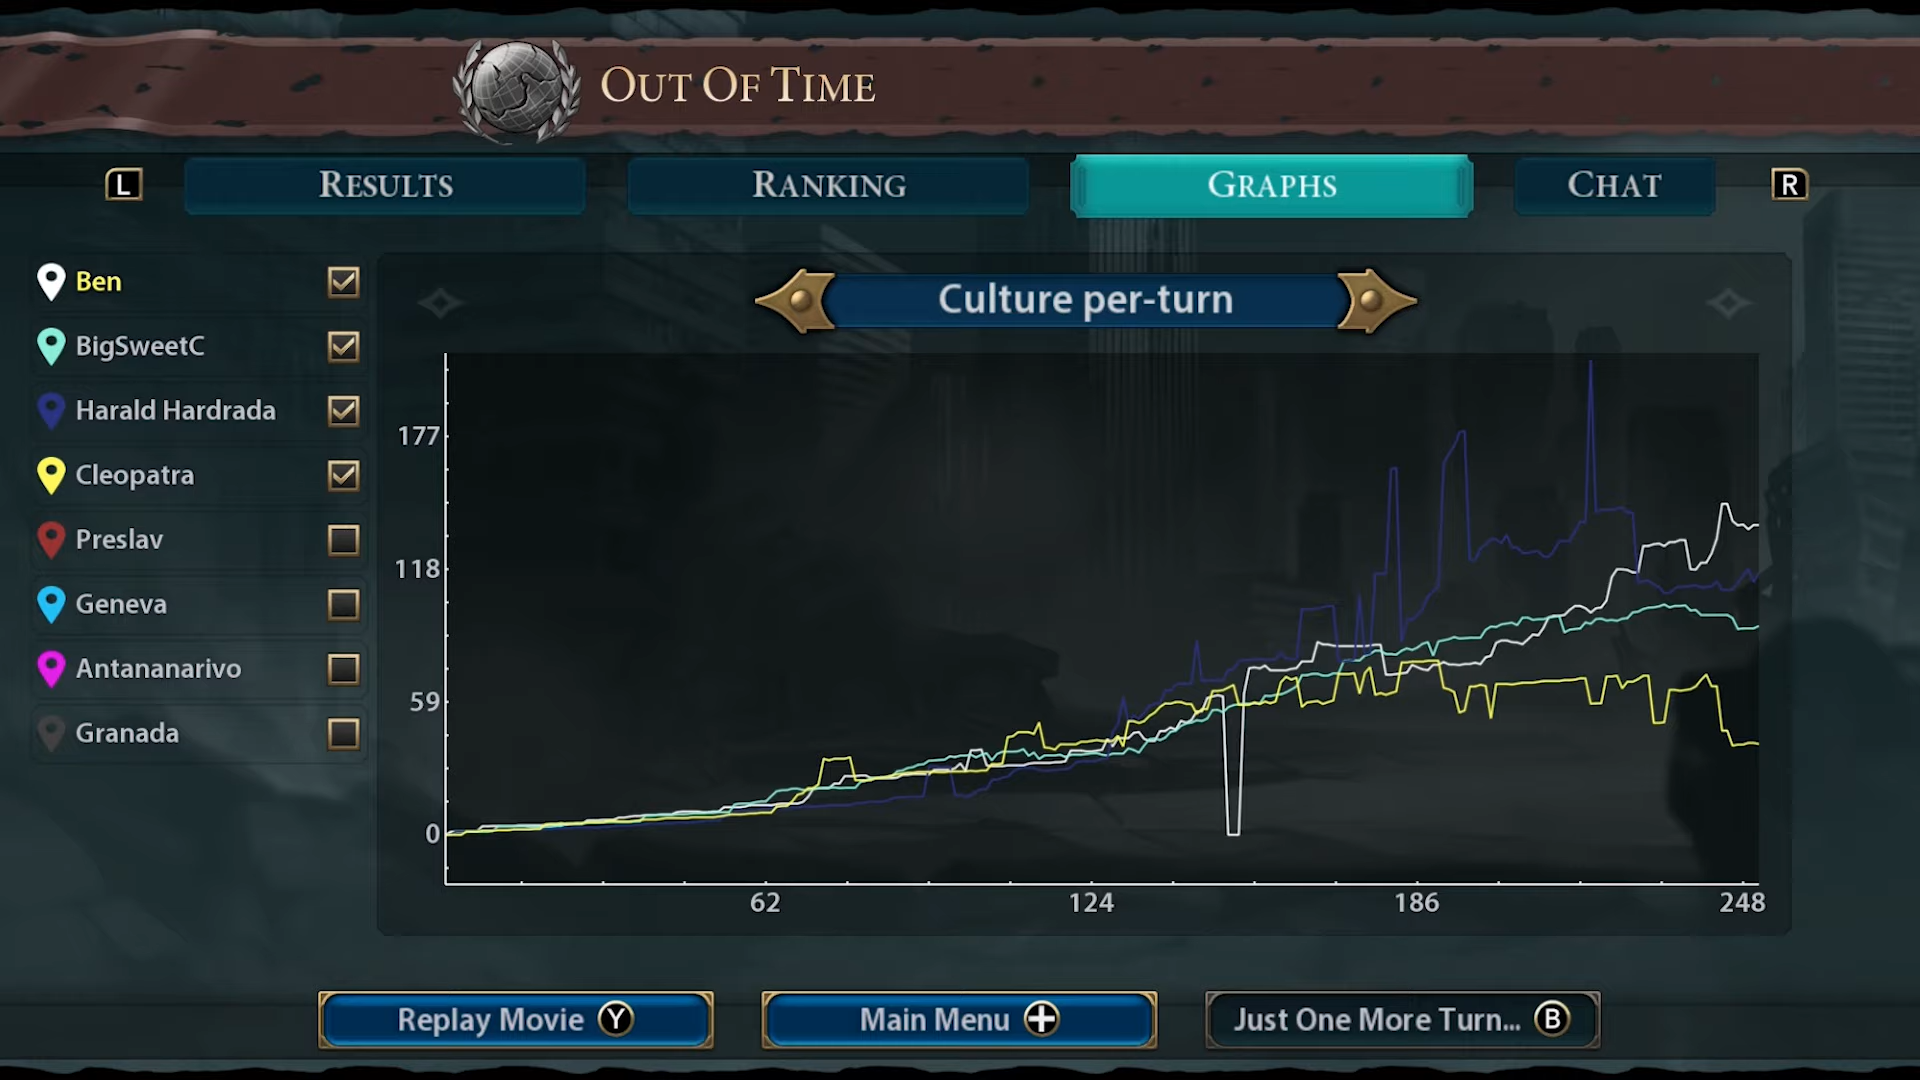 OUT OF TIME
L
RESULTS
RANKING
GRAPHS
CHAT
R
Ben
BigSweetC
Harald Hardrada
Cleopatra
Preslav
Geneva
Antananarivo
Granada
Culture per-turn
177
118
59
0
62
124
186
248
Replay Movie Y
Main Menu
Just One More Turn... B